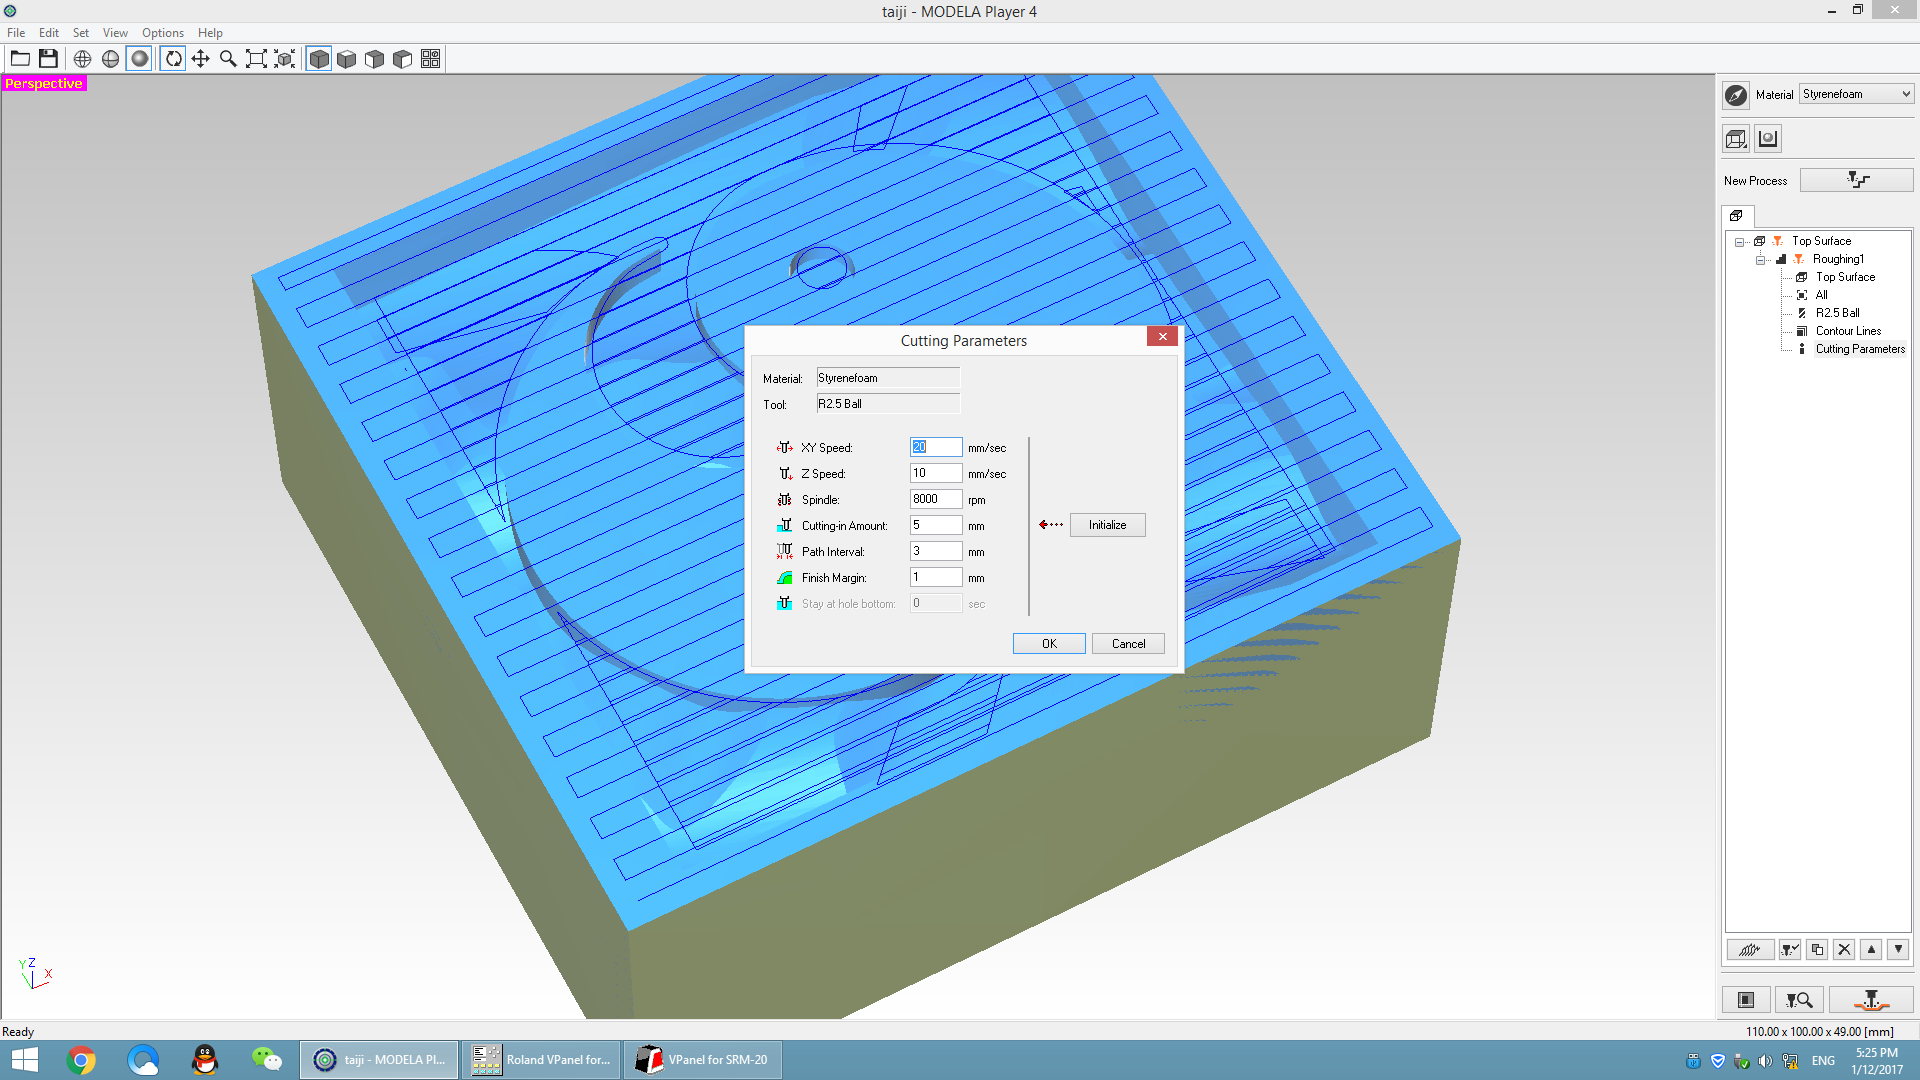 taiji - MODELA Player 4
File Edit Set View Options Help
Perspective
Material Styrenefoam
New Process
Top Surface
Roughing1
Top Surface
All
R2.5 Ball
Contour Lines
Cutting Parameters
Cutting Parameters
Material: Styrenefoam
Tool: R2.5 Ball
XY Speed: 20 mm/sec
Z Speed: 10 mm/sec
Spindle: 8000 rpm
Cutting-in Amount: 5 mm
Path Interval: 3 mm
Finish Margin: 1 mm
Stay at hole bottom: 0 sec
Initialize
OK Cancel
Y Z X
Ready
110.00 x 100.00 x 49.00 [mm]
taiji - MODELA Pl...
Roland VPanel for...
VPanel for SRM-20
ENG
5:25 PM
1/12/2017